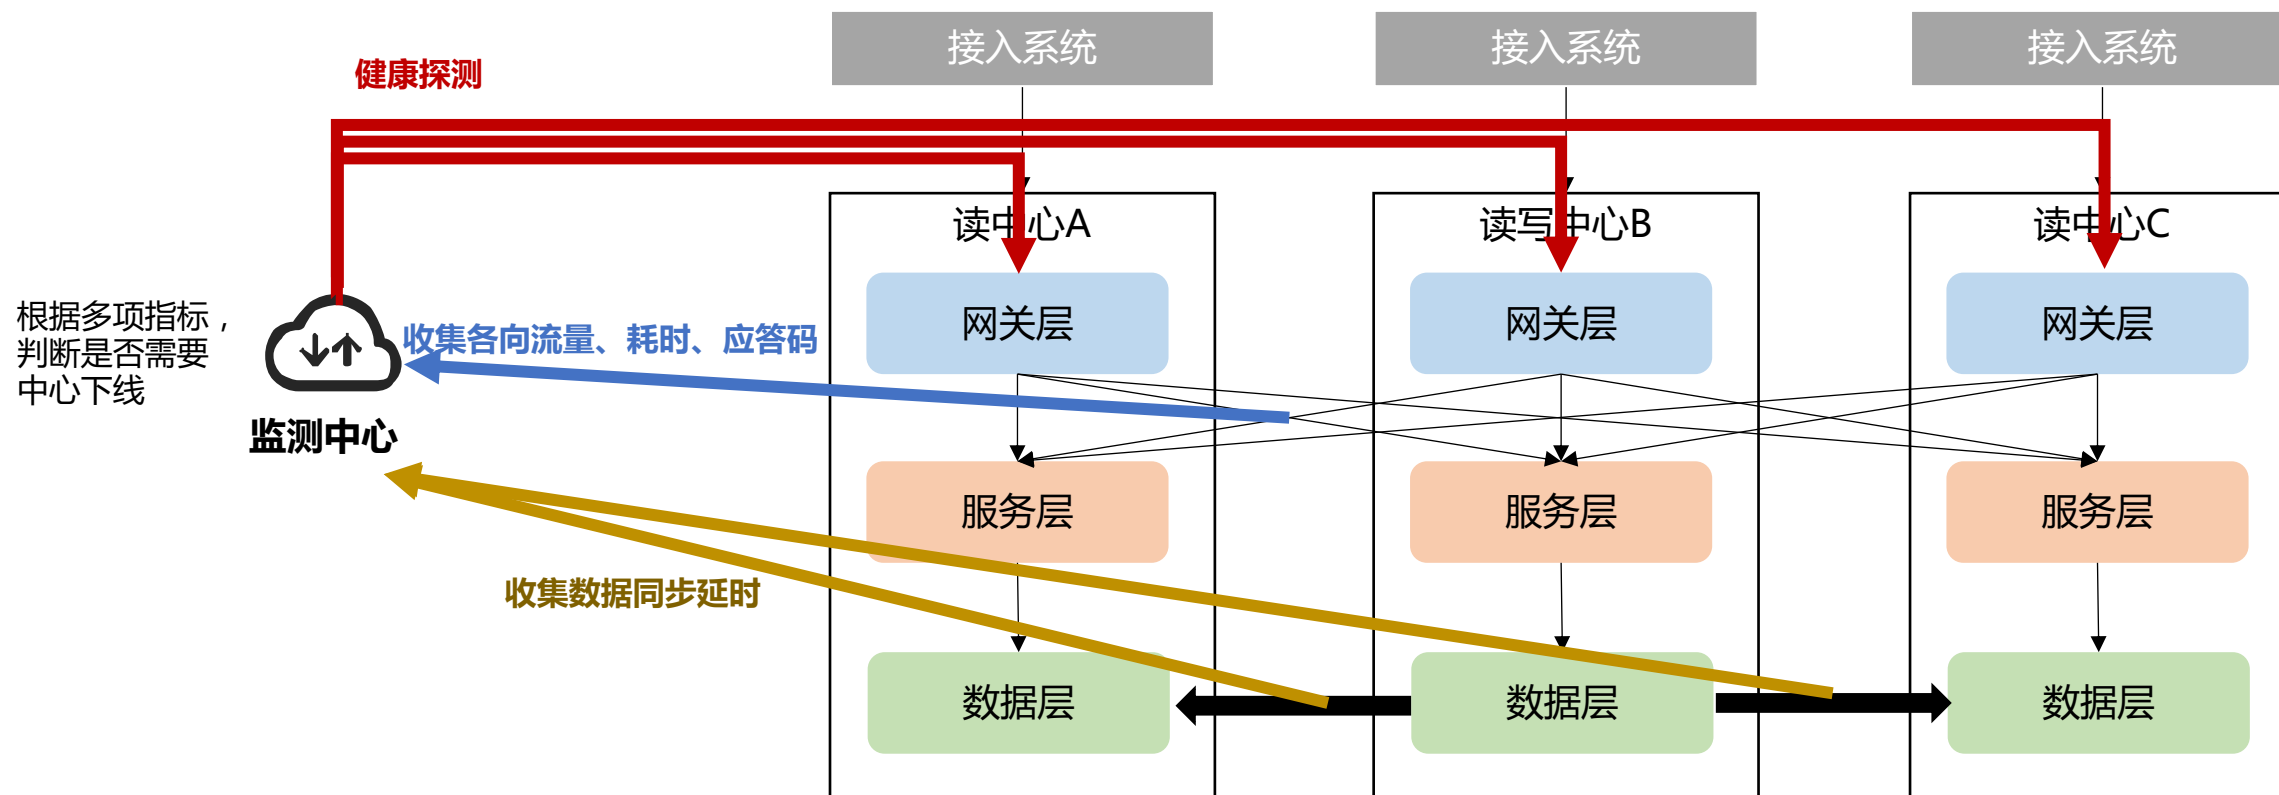 接入系统
接入系统
接入系统
健康探测
读中心A
读写中心B
读中心C
网关层
网关层
网关层
根据多项指标，
判断是否需要
中心下线
收集各向流量、耗时、应答码
监测中心
服务层
服务层
服务层
收集数据同步延时
数据层
数据层
数据层